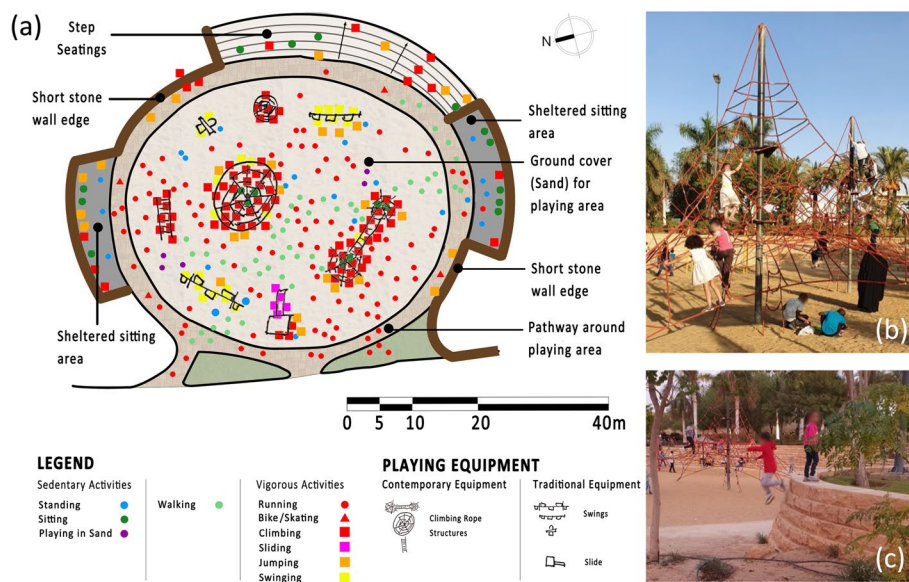 (a)
Step
Seatings
N
Short stone
wall edge
Sheltered sitting
area
Ground cover
(Sand) for
playing area
Short stone
wall edge
Sheltered sitting
area
Pathway around
playing area
0 5 10 20 40m
LEGEND
Sedentary Activities
Standing
Sitting
Playing in Sand
Walking
Vigorous Activities
Running
Bike/Skating
Climbing
Sliding
Jumping
Swinging
PLAYING EQUIPMENT
Contemporary Equipment
Climbing Rope
Structures
Traditional Equipment
Swings
Slide
(b)
(c)